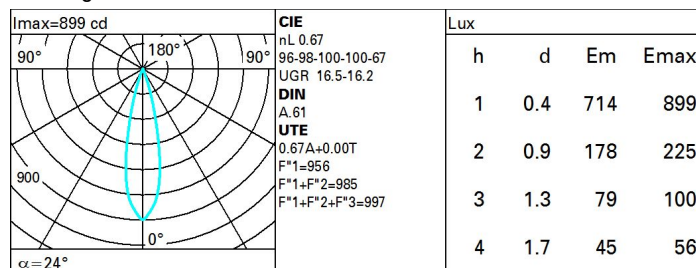 Imax=899 cd
90°
180°
90°
900
0°
α=24°
CIE
nL 0.67
96-98-100-100-67
UGR 16.5-16.2
DIN
A.61
UTE
0.67A+0.00T
F"1=956
F"1+F"2=985
F"1+F"2+F"3=997
Lux
h d Em Emax
1 0.4 714 899
2 0.9 178 225
3 1.3 79 100
4 1.7 45 56